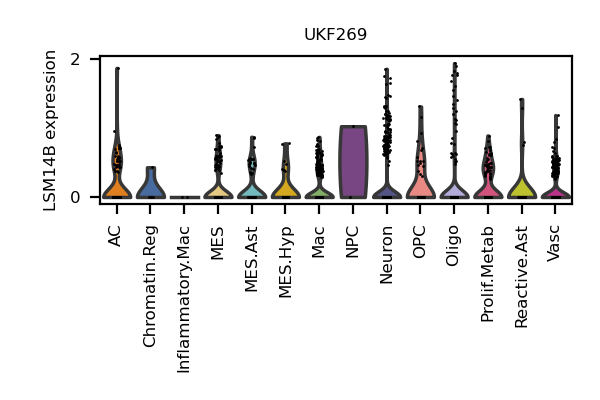 UKF269
LSM14B expression
2
0
AC
Chromatin.Reg
Inflammatory.Mac
MES
MES.Ast
MES.Hyp
Mac
NPC
Neuron
OPC
Oligo
Prolif.Metab
Reactive.Ast
Vasc